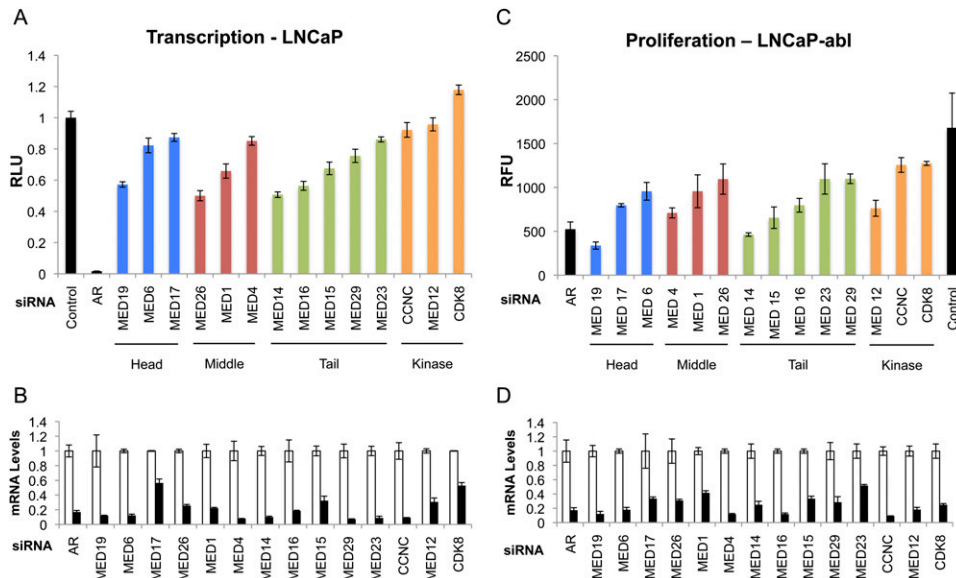 A
Transcription - LNCaP
RLU
1.4
1.2
1
0.8
0.6
0.4
0.2
0
siRNA
Control
AR
MED19
MED6
MED17
MED26
MED1
MED4
MED14
MED16
MED15
MED29
MED23
CCNC
MED12
CDK8
Head
Middle
Tail
Kinase
C
Proliferation – LNCaP-abl
RFU
2500
2000
1500
1000
500
0
siRNA
AR
MED 19
MED 17
MED 6
MED 4
MED 1
MED 26
MED 14
MED 15
MED 16
MED 23
MED 29
MED 12
CCNC
CDK8
Control
Head
Middle
Tail
Kinase
B
mRNA Levels
1.4
1.2
1
0.8
0.6
0.4
0.2
0
siRNA
AR
MED19
MED6
MED17
MED26
MED1
MED4
MED14
MED16
MED15
MED29
MED23
CCNC
MED12
CDK8
D
mRNA Levels
1.4
1.2
1
0.8
0.6
0.4
0.2
0
siRNA
AR
MED19
MED6
MED17
MED26
MED1
MED4
MED14
MED16
MED15
MED29
MED23
CCNC
MED12
CDK8